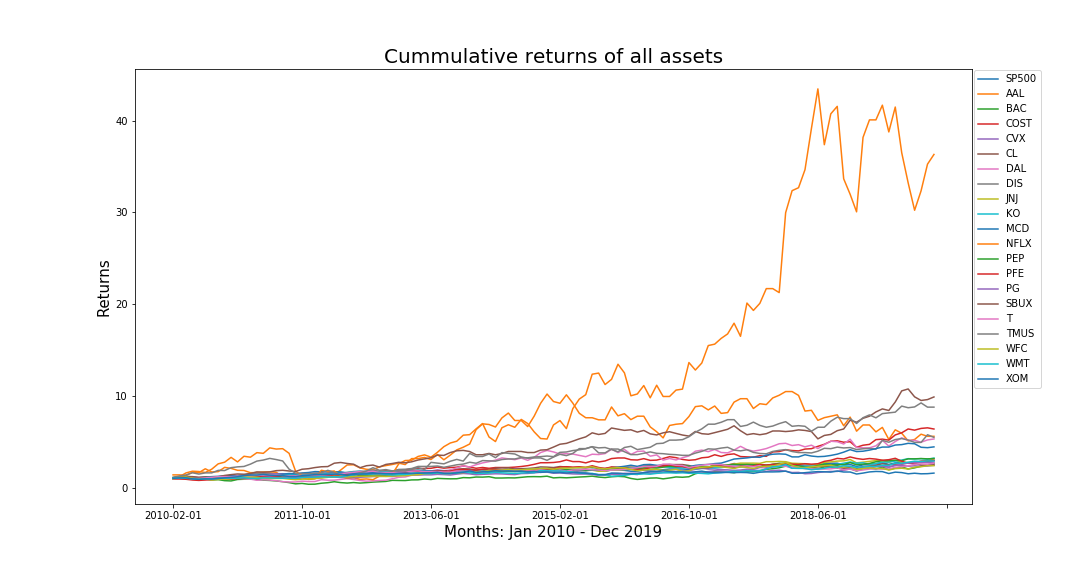 Cummulative returns of all assets
SP500
AAL
BAC
COST
CVX
CL
DAL
DIS
JNJ
KO
MCD
NFLX
PEP
PFE
PG
SBUX
T
TMUS
WFC
WMT
XOM
Returns
40
30
20
10
0
2010-02-01 2011-10-01 2013-06-01 2015-02-01 2016-10-01 2018-06-01
Months: Jan 2010 - Dec 2019